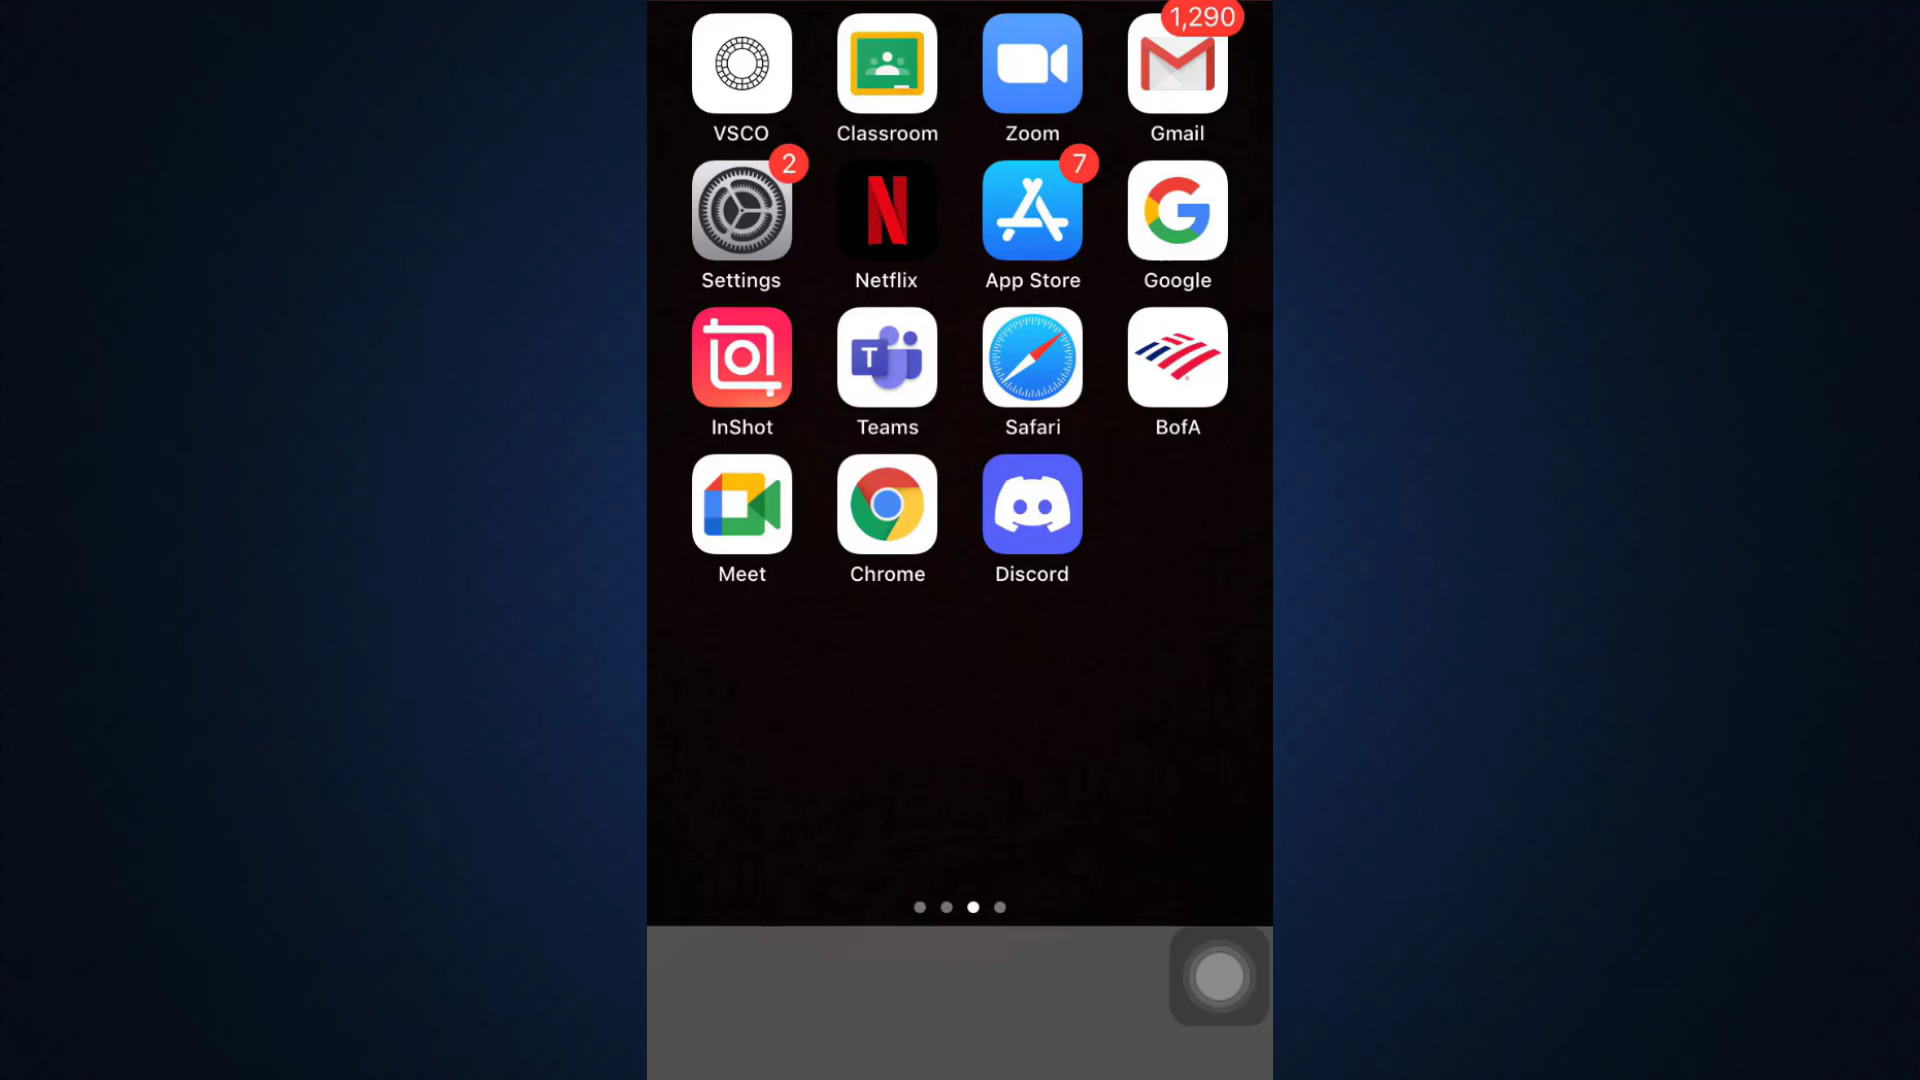 1,290
VSCO Classroom Zoom Gmail
2 7
Settings Netflix App Store Google
T
InShot Teams Safari BofA
Meet Chrome Discord